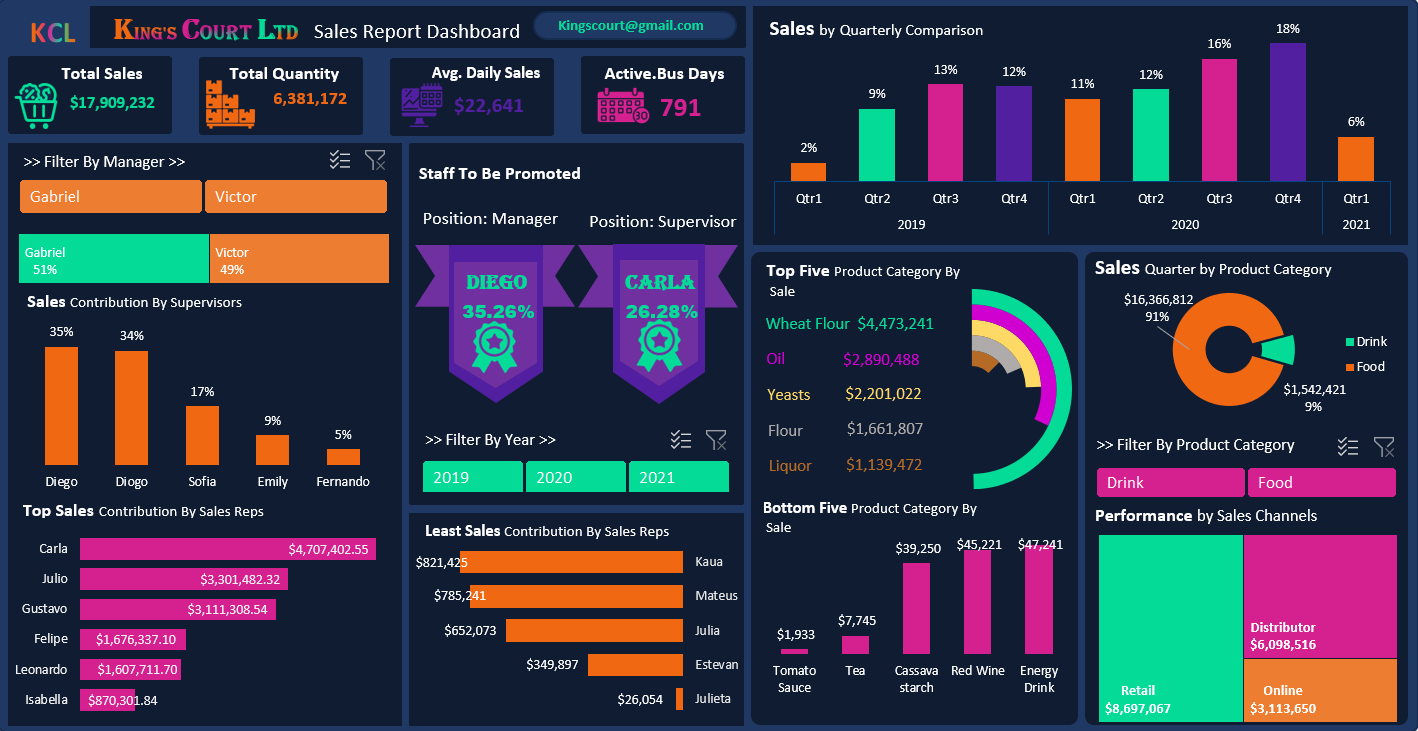 KCL
King's Court Ltd Sales Report Dashboard
Kingscourt@gmail.com
Total Sales
$17,909,232
Total Quantity
6,381,172
Avg. Daily Sales
$22,641
Active.Bus Days
30
791
>> Filter By Manager >>
Gabriel
Victor
Gabriel
51%
Victor
49%
Sales Contribution By Supervisors
35%
34%
17%
9%
5%
Diego
Diogo
Sofia
Emily
Fernando
Top Sales Contribution By Sales Reps
Carla $4,707,402.55
Julio $3,301,482.32
Gustavo $3,111,308.54
Felipe $1,676,337.10
Leonardo $1,607,711.70
Isabella $870,301.84
Staff To Be Promoted
Position: Manager
Position: Supervisor
DIEGO
35.26%
CARLA
26.28%
>> Filter By Year >>
2019
2020
2021
Least Sales Contribution By Sales Reps
$821,425 Kaua
$785,241 Mateus
$652,073 Julia
$349,897 Estevan
$26,054 Julieta
Sales by Quarterly Comparison
2%
9%
13%
12%
11%
12%
16%
18%
6%
Qtr1
Qtr2
Qtr3
Qtr4
Qtr1
Qtr2
Qtr3
Qtr4
Qtr1
2019
2020
2021
Top Five Product Category By
Sale
Wheat Flour $4,473,241
Oil $2,890,488
Yeasts $2,201,022
Flour $1,661,807
Liquor $1,139,472
Bottom Five Product Category By
Sale
$1,933
$7,745
$39,250
$45,221
$47,241
Tomato
Sauce
Tea
Cassava
starch
Red Wine
Energy
Drink
Sales Quarter by Product Category
$16,366,812
91%
$1,542,421
9%
Drink
Food
>> Filter By Product Category
Drink
Food
Performance by Sales Channels
Retail
$8,697,067
Distributor
$6,098,516
Online
$3,113,650